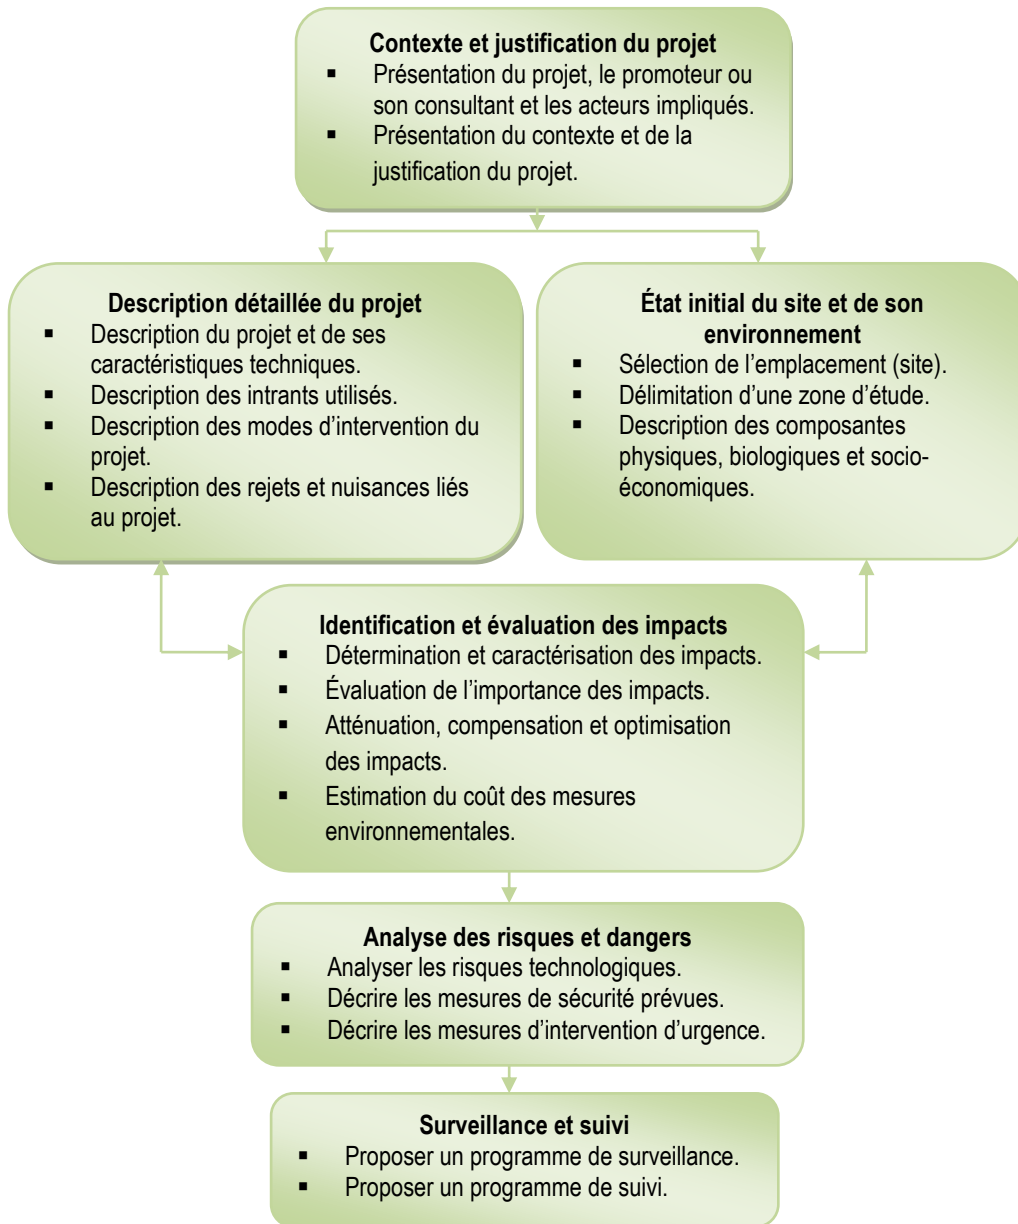 Contexte et justification du projet
▪ Présentation du projet, le promoteur ou
son consultant et les acteurs impliqués.
▪ Présentation du contexte et de la
justification du projet.
Description détaillée du projet
▪ Description du projet et de ses
caractéristiques techniques.
▪ Description des intrants utilisés.
▪ Description des modes d’intervention du
projet.
▪ Description des rejets et nuisances liés
au projet.
État initial du site et de son
environnement
▪ Sélection de l’emplacement (site).
▪ Délimitation d’une zone d’étude.
▪ Description des composantes
physiques, biologiques et socio-
économiques.
Identification et évaluation des impacts
▪ Détermination et caractérisation des impacts.
▪ Évaluation de l’importance des impacts.
▪ Atténuation, compensation et optimisation
des impacts.
▪ Estimation du coût des mesures
environnementales.
Analyse des risques et dangers
▪ Analyser les risques technologiques.
▪ Décrire les mesures de sécurité prévues.
▪ Décrire les mesures d’intervention d’urgence.
Surveillance et suivi
▪ Proposer un programme de surveillance.
▪ Proposer un programme de suivi.